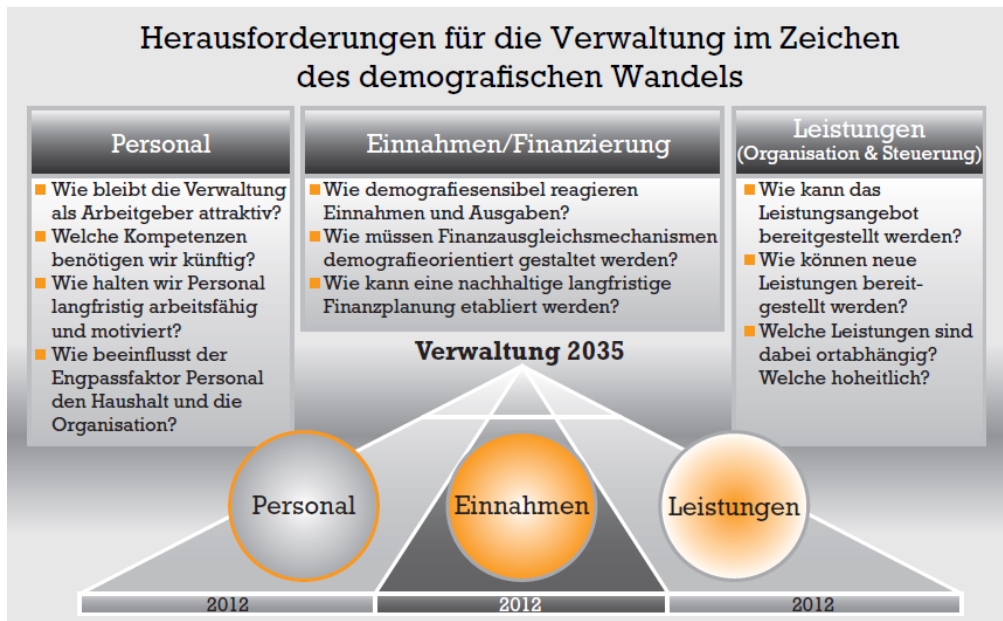 Herausforderungen für die Verwaltung im Zeichen
des demografischen Wandels
Personal
Wie bleibt die Verwaltung
als Arbeitgeber attraktiv?
Welche Kompetenzen
benötigen wir künftig?
Wie halten wir Personal
langfristig arbeitsfähig
und motiviert?
Wie beeinflusst der
Engpassfaktor Personal
den Haushalt und die
Organisation?
Einnahmen/Finanzierung
Wie demografiesensibel reagieren
Einnahmen und Ausgaben?
Wie müssen Finanzausgleichsmechanismen
demografieorientiert gestaltet werden?
Wie kann eine nachhaltige langfristige
Finanzplanung etabliert werden?
Leistungen
(Organisation & Steuerung)
Wie kann das
Leistungsangebot
bereitgestellt werden?
Wie können neue
Leistungen bereit-
gestellt werden?
Welche Leistungen sind
dabei ortabhängig?
Welche hoheitlich?
Verwaltung 2035
Personal
Einnahmen
Leistungen
2012
2012
2012